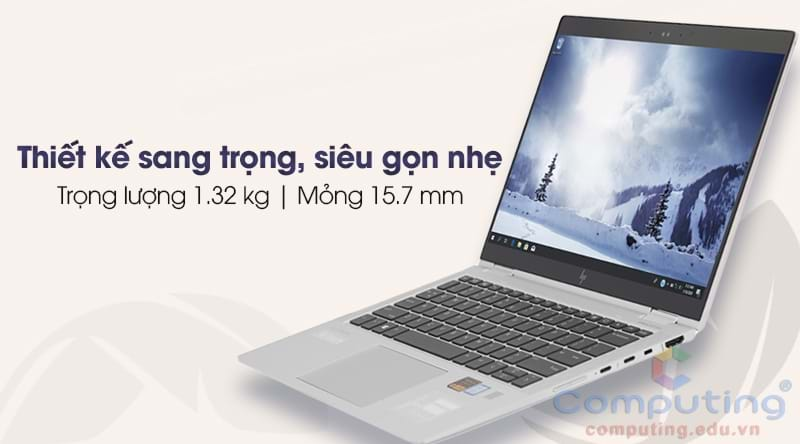 Thiết kế sang trọng, siêu gọn nhẹ
Trọng lượng 1.32 kg | Mỏng 15.7 mm
hp
Computing®
computing.edu.vn